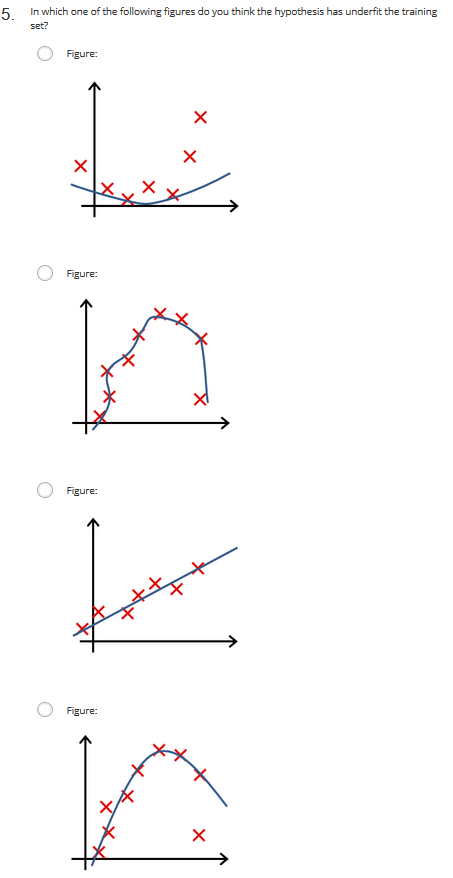 5. In which one of the following figures do you think the hypothesis has underfit the training
set?
Figure:
Figure:
Figure:
Figure: